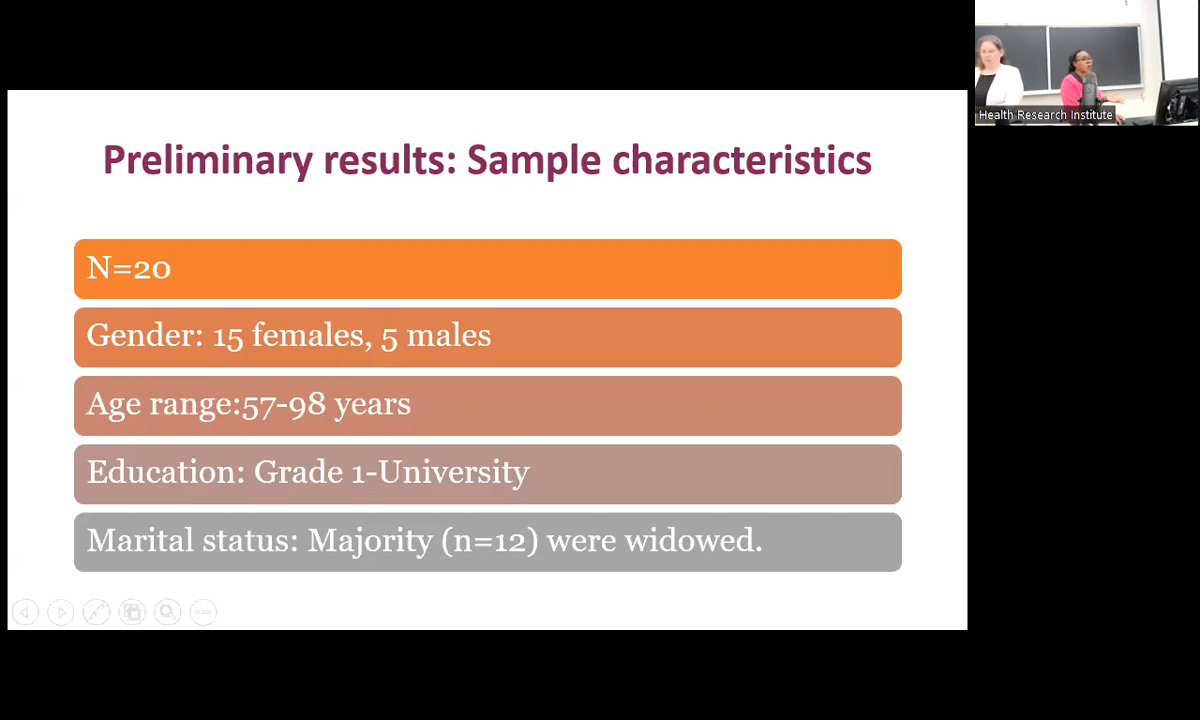 Health Research Institute
Preliminary results: Sample characteristics
N=20
Gender: 15 females, 5 males
Age range:57-98 years
Education: Grade 1-University
Marital status: Majority (n=12) were widowed.